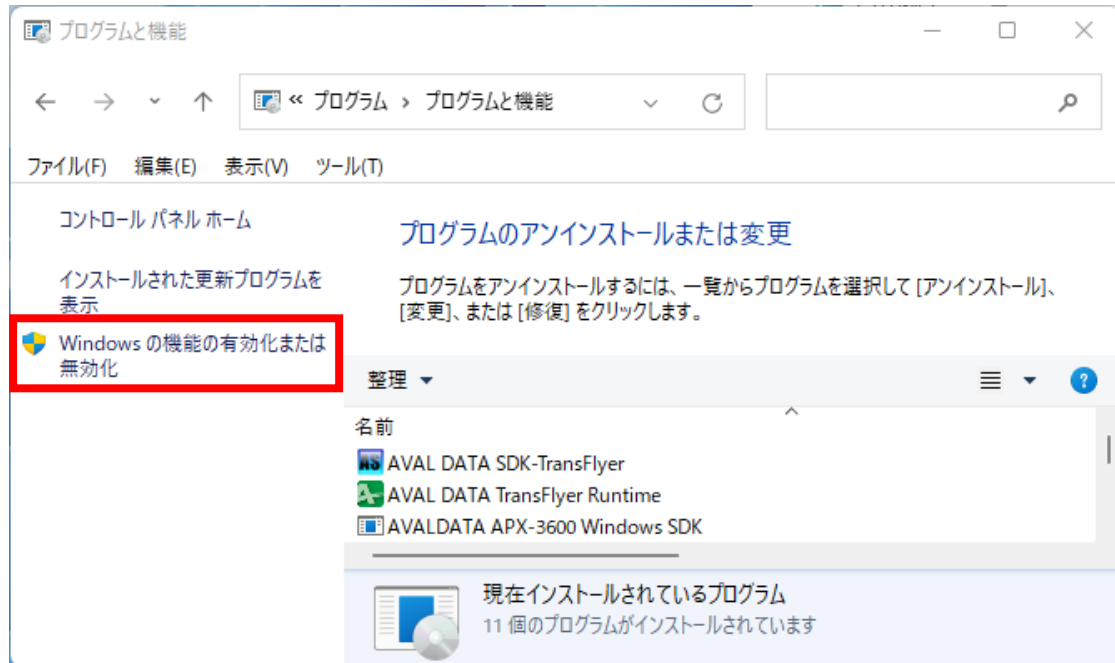 プログラムと機能
« プログラム › プログラムと機能
ファイル(F) 編集(E) 表示(V) ツール(T)
コントロール パネル ホーム
インストールされた更新プログラムを
表示
Windows の機能の有効化または
無効化
プログラムのアンインストールまたは変更
プログラムをアンインストールするには、一覧からプログラムを選択して [アンインストール]、
[変更]、または [修復] をクリックします。
整理
名前
AVAL DATA SDK-TransFlyer
AVAL DATA TransFlyer Runtime
AVALDATA APX-3600 Windows SDK
現在インストールされているプログラム
11 個のプログラムがインストールされています